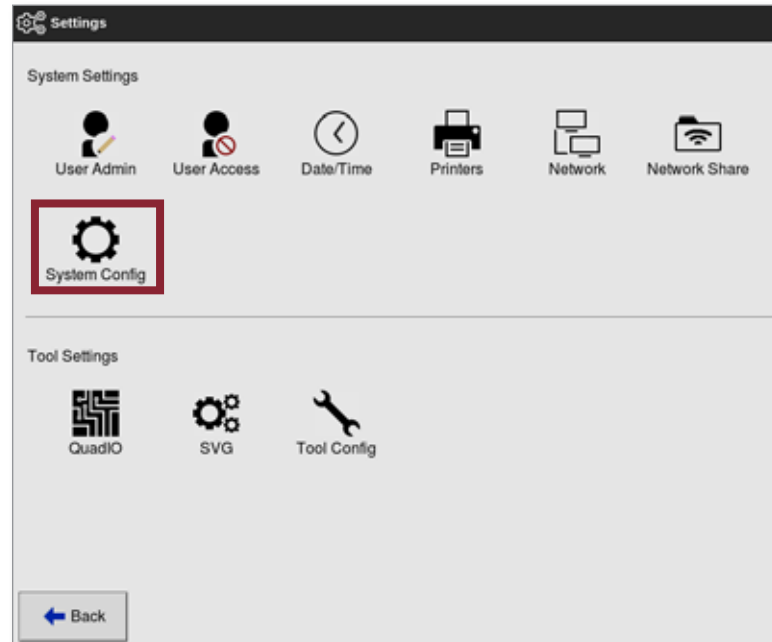 Settings
System Settings
User Admin User Access Date/Time Printers Network Network Share
System Config
Tool Settings
QuadIO SVG Tool Config
Back